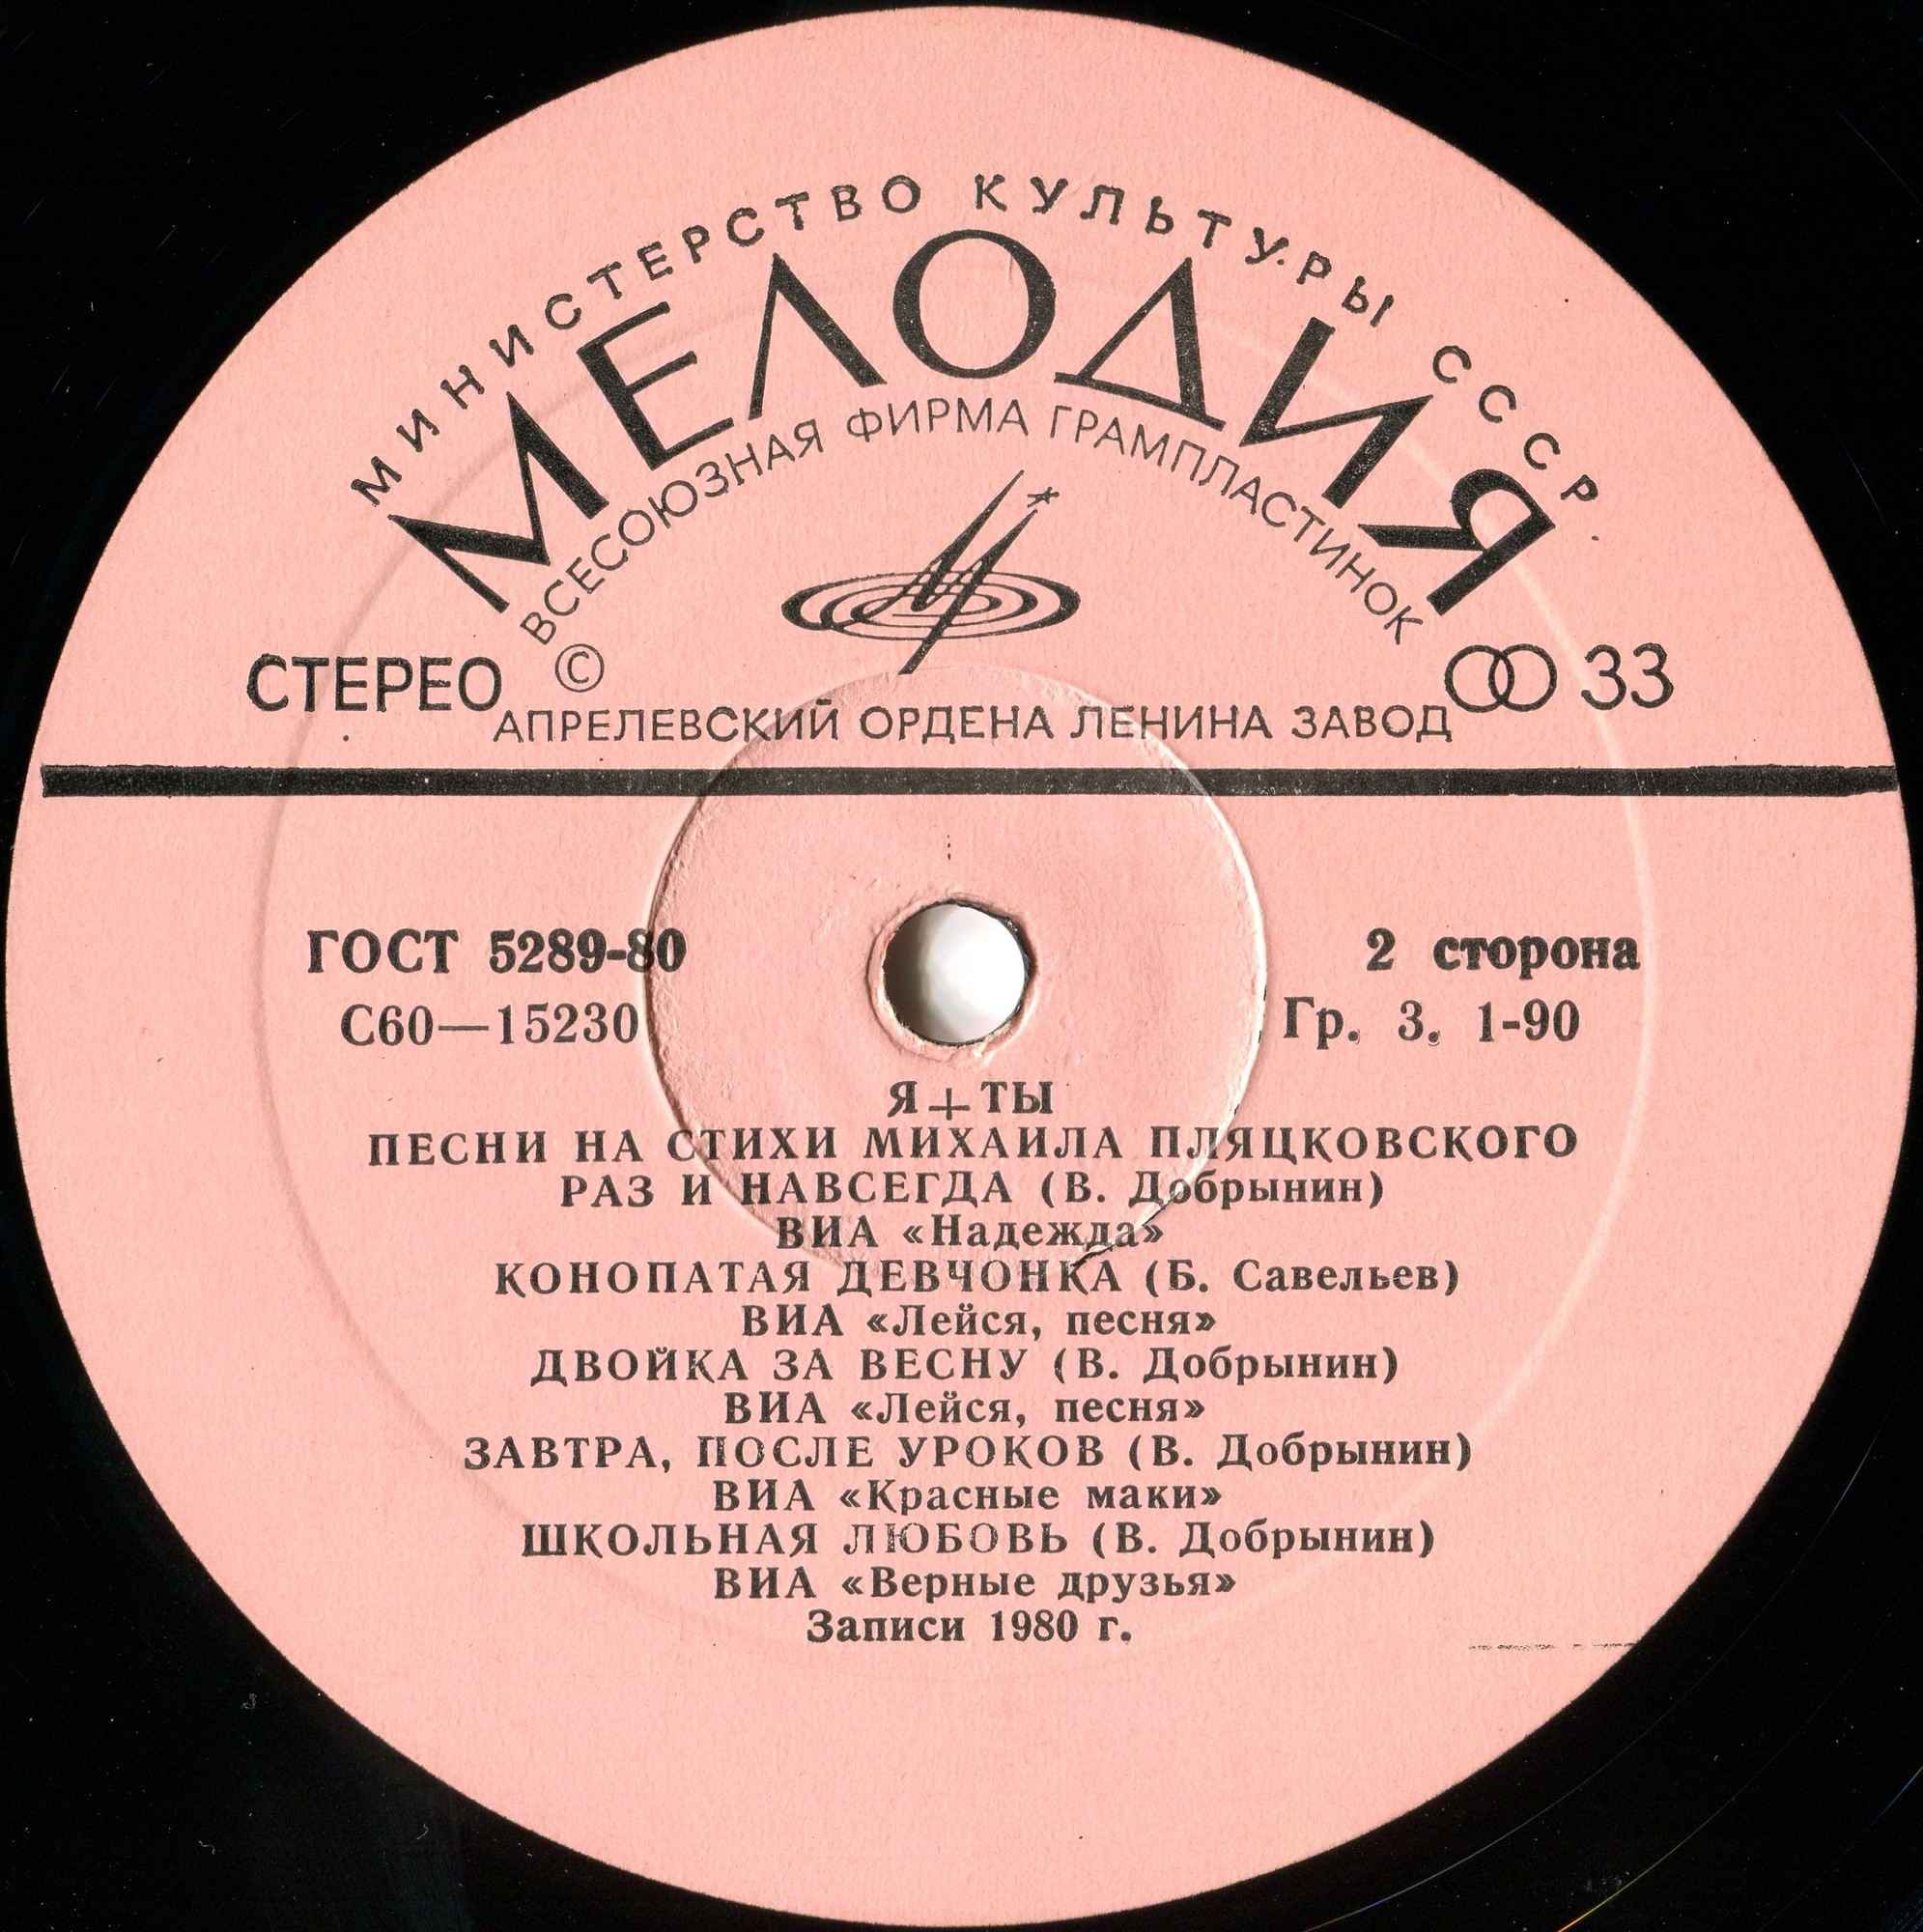 МИНИСТЕРСТВО КУЛЬТУРЫ СССР
МЕЛОДИЯ
ВСЕСОЮЗНАЯ ФИРМА ГРАМПЛАСТИНОК
СТЕРЕО © 33
АПРЕЛЕВСКИЙ ОРДЕНА ЛЕНИНА ЗАВОД
ГОСТ 5289-80 2 сторона
С60—15230 Гр. 3. 1-90
Я+ТЫ
ПЕСНИ НА СТИХИ МИХАИЛА ПЛЯЦКОВСКОГО
РАЗ И НАВСЕГДА (В. Добрынин)
ВИА «Надежда»
КОНОПАТАЯ ДЕВЧОНКА (Б. Савельев)
ВИА «Лейся, песня»
ДВОЙКА ЗА ВЕСНУ (В. Добрынин)
ВИА «Лейся, песня»
ЗАВТРА, ПОСЛЕ УРОКОВ (В. Добрынин)
ВИА «Красные маки»
ШКОЛЬНАЯ ЛЮБОВЬ (В. Добрынин)
ВИА «Верные друзья»
Записи 1980 г.